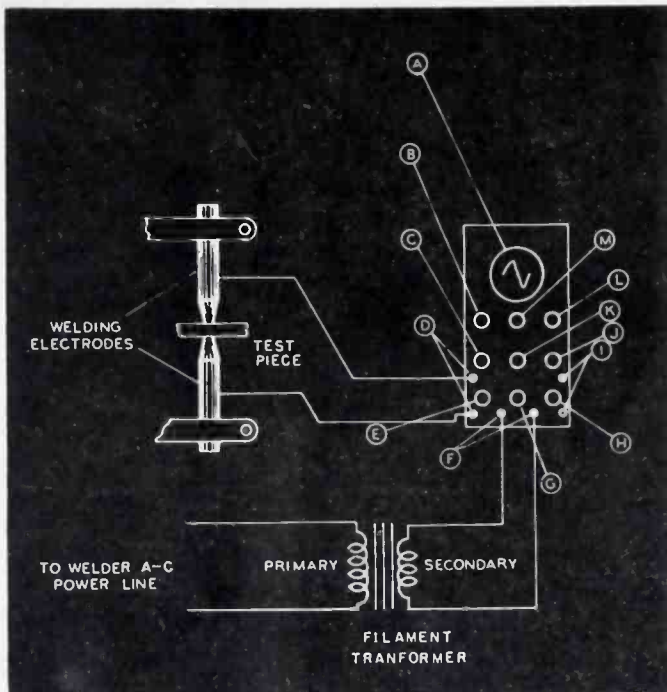 A
B
C
M
L
K
J
D
I
WELDING
ELECTRODES
TEST
PIECE
E
F
G
H
TO WELDER A-C
POWER LINE
PRIMARY
SECONDARY
FILAMENT
TRANFORMER